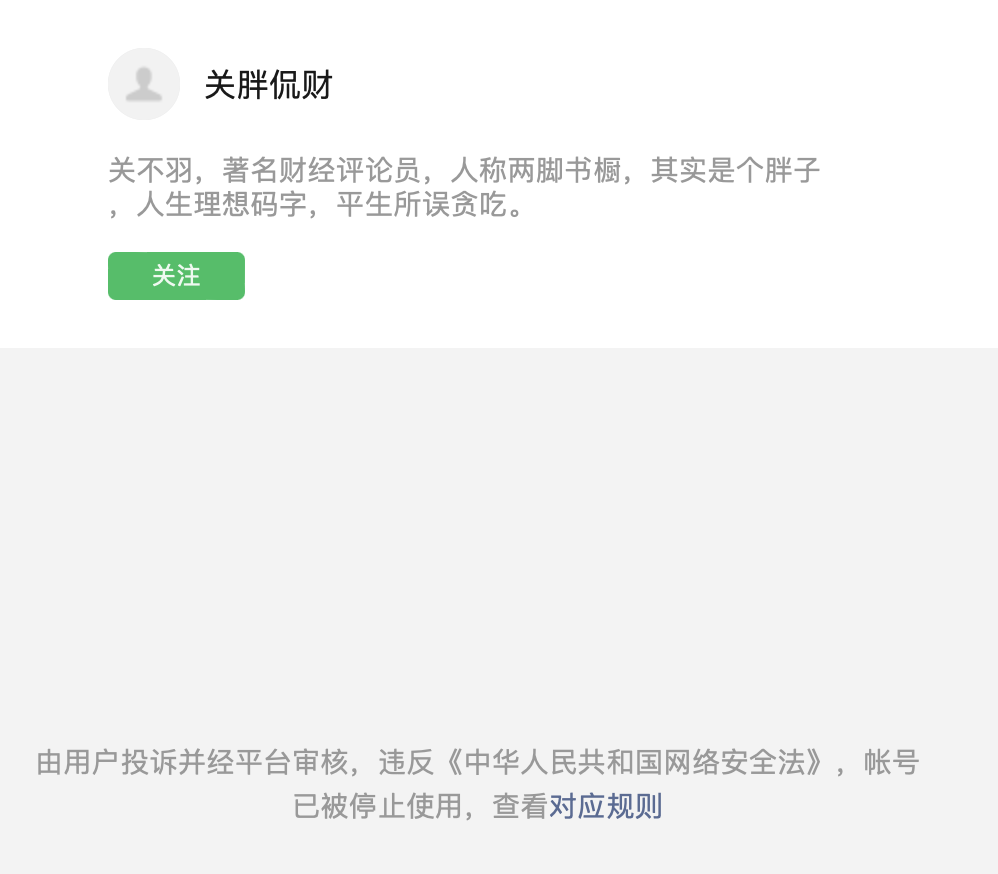 关胖侃财
关不羽，著名财经评论员，人称两脚书橱，其实是个胖子
，人生理想码字，平生所误贪吃。
关注
由用户投诉并经平台审核，违反《中华人民共和国网络安全法》，帐号
已被停止使用，查看对应规则